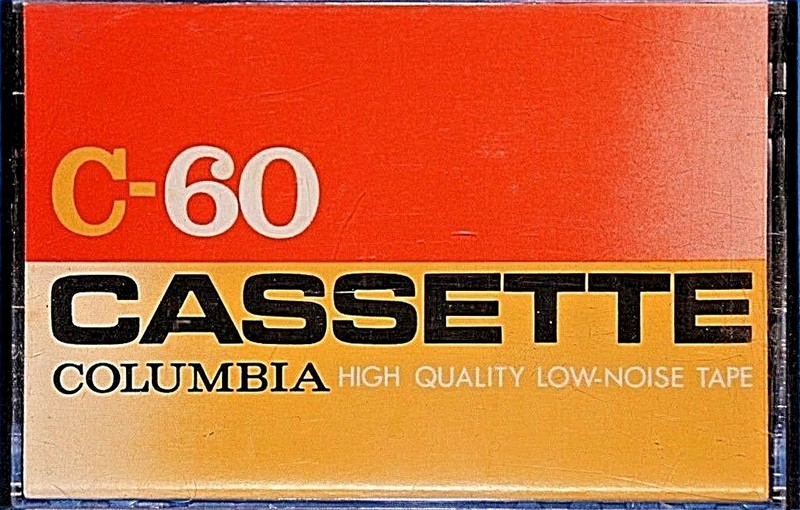 C-60
CASSETTE
COLUMBIA HIGH QUALITY LOW-NOISE TAPE